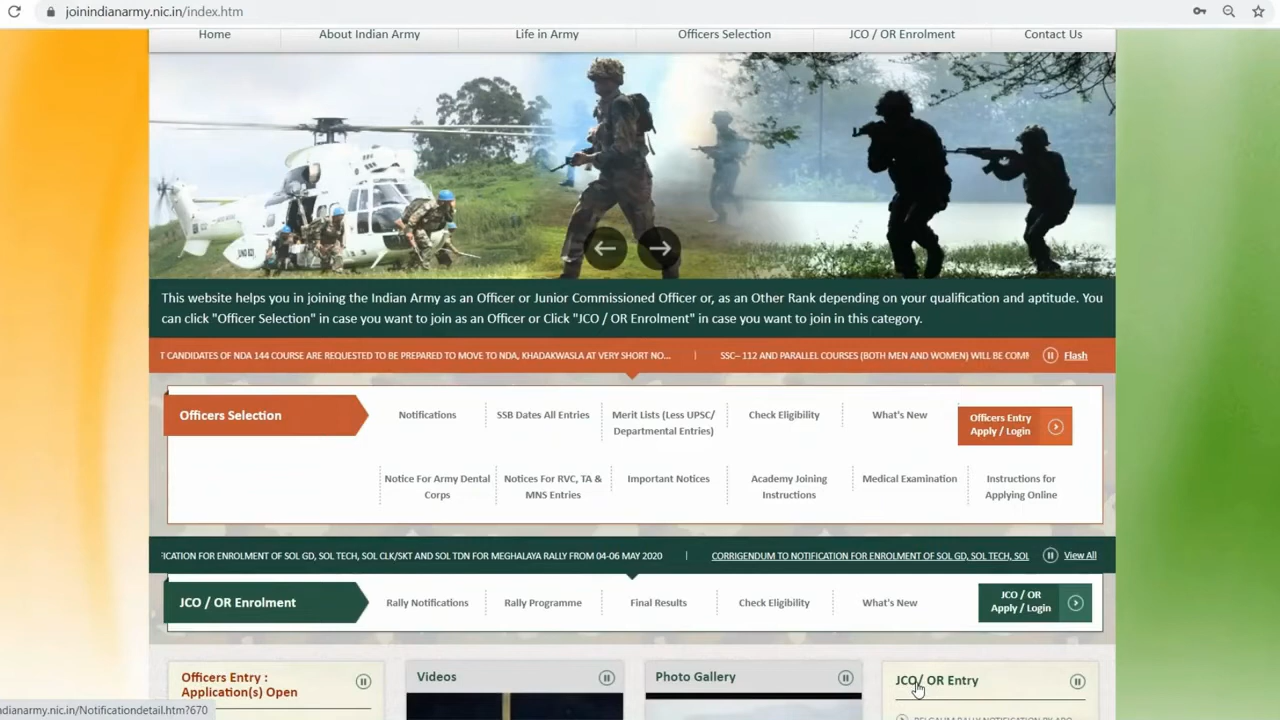 joinindianarmy.nic.in/index.htm
Home About Indian Army Life in Army Officers Selection JCO / OR Enrolment Contact Us
This website helps you in joining the Indian Army as an Officer or Junior Commissioned Officer or, as an Other Rank depending on your qualification and aptitude. You
can click "Officer Selection" in case you want to join as an Officer or Click "JCO / OR Enrolment" in case you want to join in this category.
T CANDIDATES OF NDA 144 COURSE ARE REQUESTED TO BE PREPARED TO MOVE TO NDA, KHADAKWASLA AT VERY SHORT NO... | SSC– 112 AND PARALLEL COURSES (BOTH MEN AND WOMEN) WILL BE COMM Flash
Officers Selection
Notifications SSB Dates All Entries Merit Lists (Less UPSC/ Check Eligibility What's New Officers Entry
Departmental Entries) Apply / Login
Notice For Army Dental Notices For RVC, TA & Important Notices Academy Joining Medical Examination Instructions for
Corps MNS Entries Instructions Applying Online
ICATION FOR ENROLMENT OF SOL GD, SOL TECH, SOL CLK/SKT AND SOL TDN FOR MEGHALAYA RALLY FROM 04-06 MAY 2020 | CORRIGENDUM TO NOTIFICATION FOR ENROLMENT OF SOL GD, SOL TECH, SOL View All
JCO / OR Enrolment Rally Notifications Rally Programme Final Results Check Eligibility What's New JCO / OR
Apply / Login
Officers Entry : Videos Photo Gallery JCO/ OR Entry
Application(s) Open
ndianarmy.nic.in/Notificationdetail.htm?670